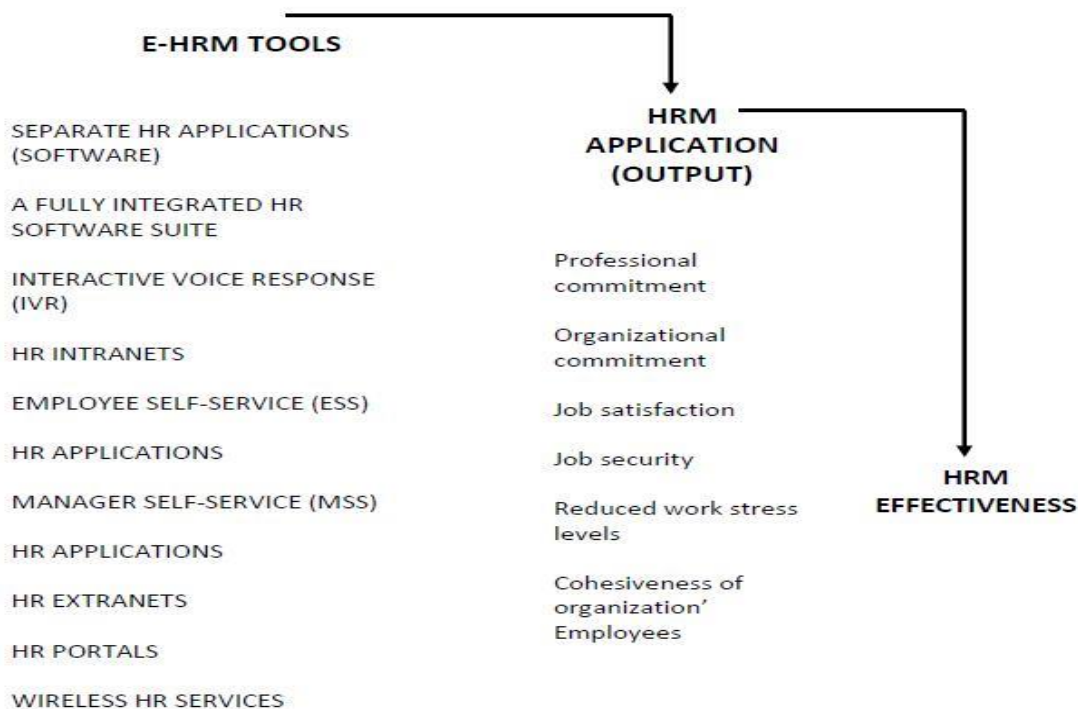 E-HRM TOOLS
SEPARATE HR APPLICATIONS
(SOFTWARE)
A FULLY INTEGRATED HR
SOFTWARE SUITE
INTERACTIVE VOICE RESPONSE
(IVR)
HR INTRANETS
EMPLOYEE SELF-SERVICE (ESS)
HR APPLICATIONS
MANAGER SELF-SERVICE (MSS)
HR APPLICATIONS
HR EXTRANETS
HR PORTALS
WIRELESS HR SERVICES
HRM
APPLICATION
(OUTPUT)
Professional
commitment
Organizational
commitment
Job satisfaction
Job security
Reduced work stress
levels
Cohesiveness of
organization’
Employees
HRM
EFFECTIVENESS